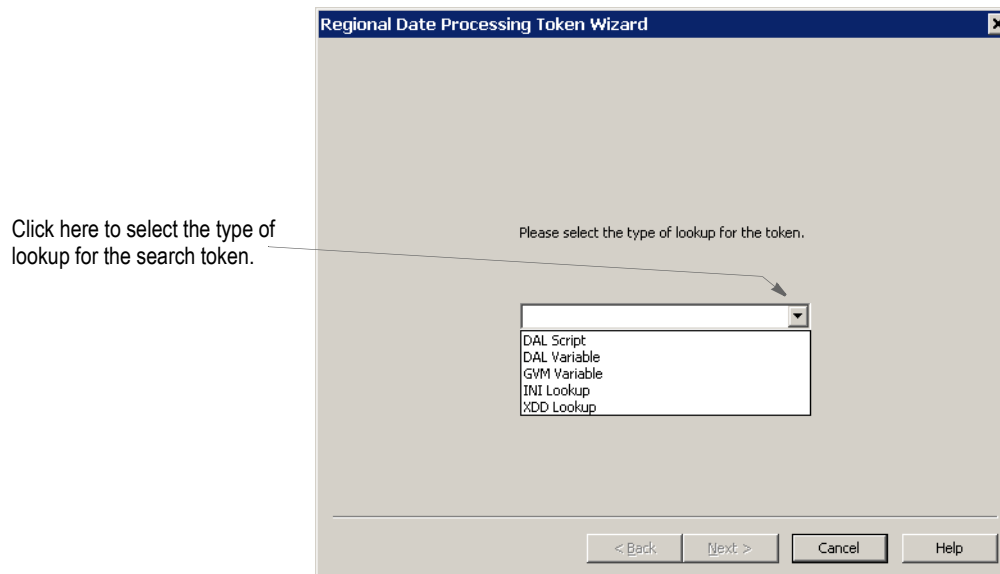 Regional Date Processing Token Wizard
Click here to select the type of
lookup for the search token.
Please select the type of lookup for the token.
DAL Script
DAL Variable
GVM Variable
INI Lookup
XDD Lookup
< Back
Next >
Cancel
Help